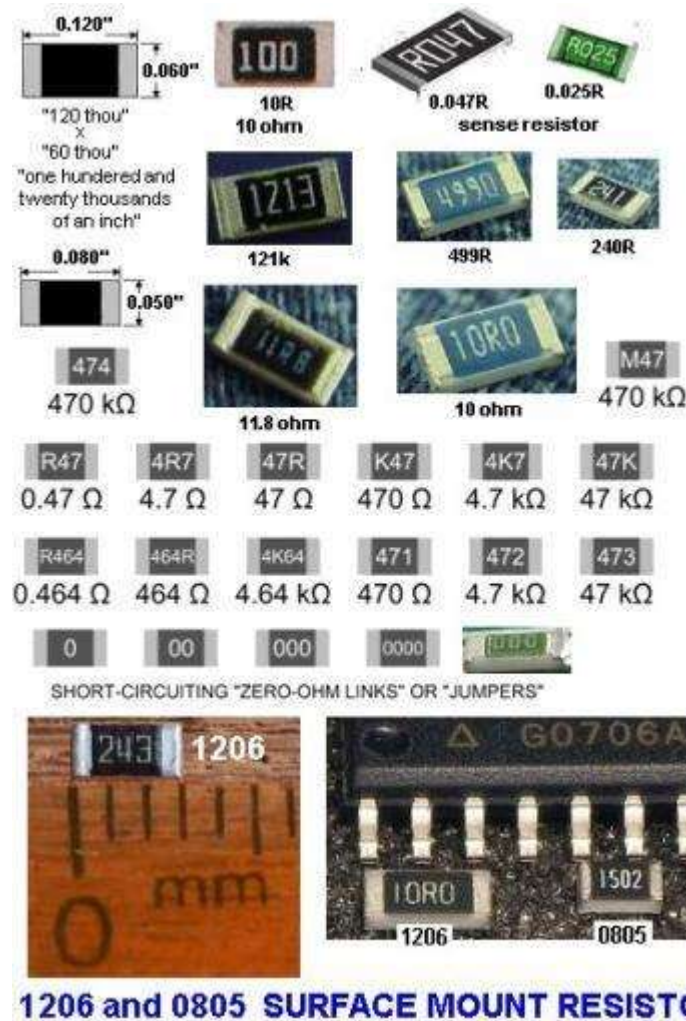 0.120"
0.060"
"120 thou"
x
"60 thou"
"one hundred and
twenty thousands
of an inch"
100
10R
10 ohm
R047
0.047R
R025
0.025R
sense resistor
1213
121k
4990
499R
241
240R
0.080"
0.050"
11R8
11.8 ohm
10R0
10 ohm
474
470 kΩ
M47
470 kΩ
R47 4R7 47R K47 4K7 47K
0.47 Ω 4.7 Ω 47 Ω 470 Ω 4.7 kΩ 47 kΩ
R464 464R 4K64 471 472 473
0.464 Ω 464 Ω 4.64 kΩ 470 Ω 4.7 kΩ 47 kΩ
0 00 000 0000 000
SHORT-CIRCUITING "ZERO-OHM LINKS" OR "JUMPERS"
243 1206
mm
0
G0706A
10R0 1502
1206 0805
1206 and 0805 SURFACE MOUNT RESISTO